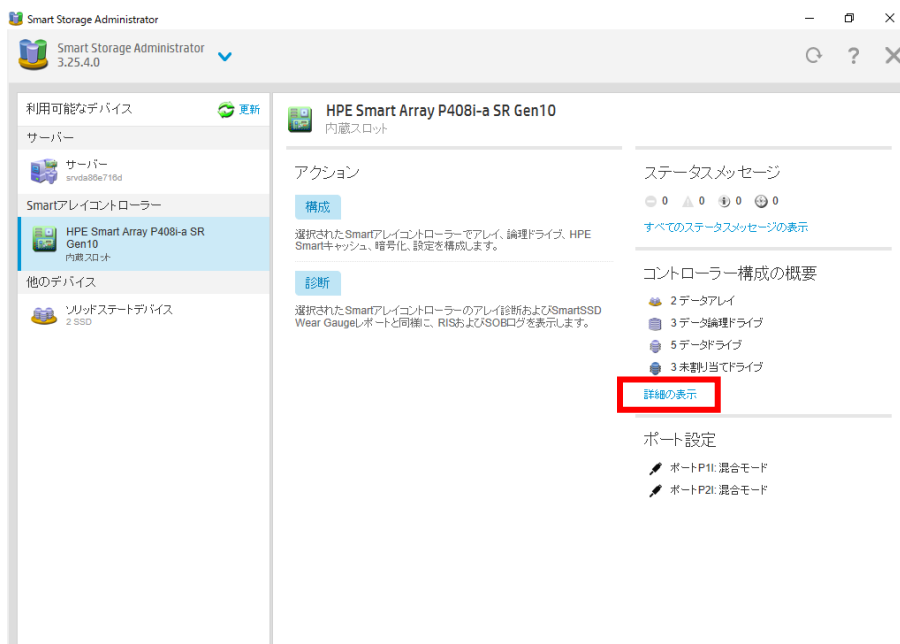 Smart Storage Administrator
Smart Storage Administrator
3.25.4.0
利用可能なデバイス
更新
サーバー
サーバー
srvda86e716d
Smartアレイコントローラー
HPE Smart Array P408i-a SR
Gen10
内蔵スロット
他のデバイス
ソリッドステートデバイス
2 SSD
HPE Smart Array P408i-a SR Gen10
内蔵スロット
アクション
構成
選択されたSmartアレイコントローラーでアレイ、論理ドライブ、HPE
Smartキャッシュ、暗号化、設定を構成します。
診断
選択されたSmartアレイコントローラーのアレイ診断およびSmartSSD
Wear Gaugeレポートと同様に、RISおよびSOBログを表示します。
ステータスメッセージ
0 0 0 0
すべてのステータスメッセージの表示
コントローラー構成の概要
2 データアレイ
3 データ論理ドライブ
5 データドライブ
3 未割り当てドライブ
詳細の表示
ポート設定
ポートP1I: 混合モード
ポートP2I: 混合モード